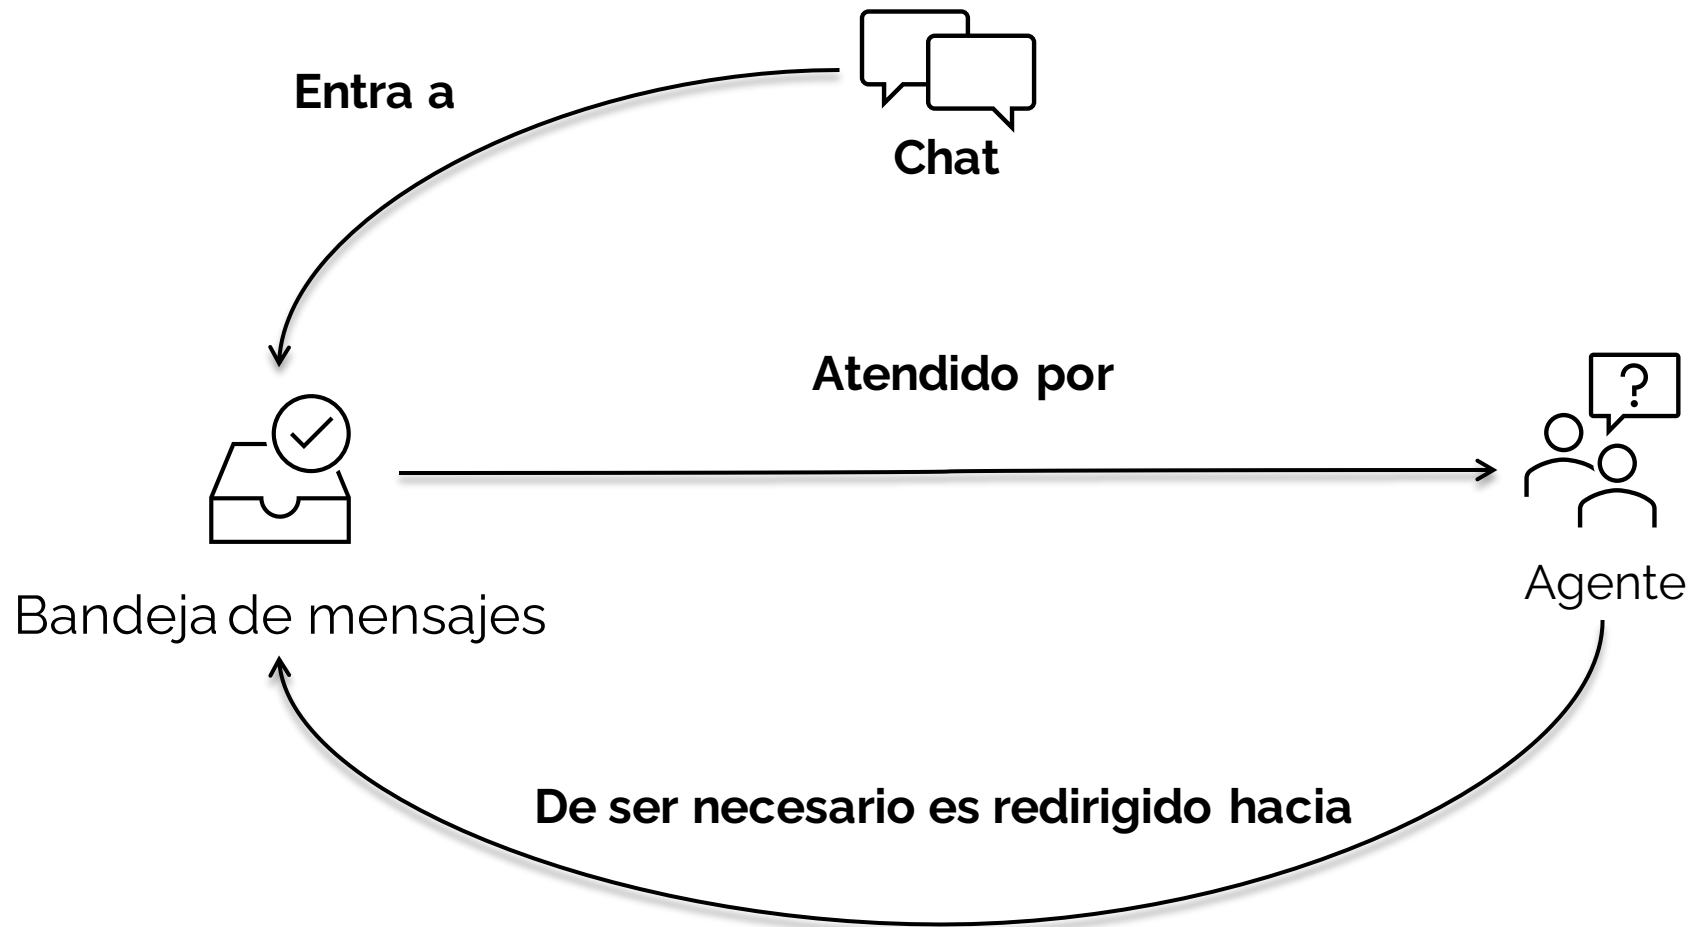 Entra a
Chat
Atendido por
?
Agente
Bandeja de mensajes
De ser necesario es redirigido hacia